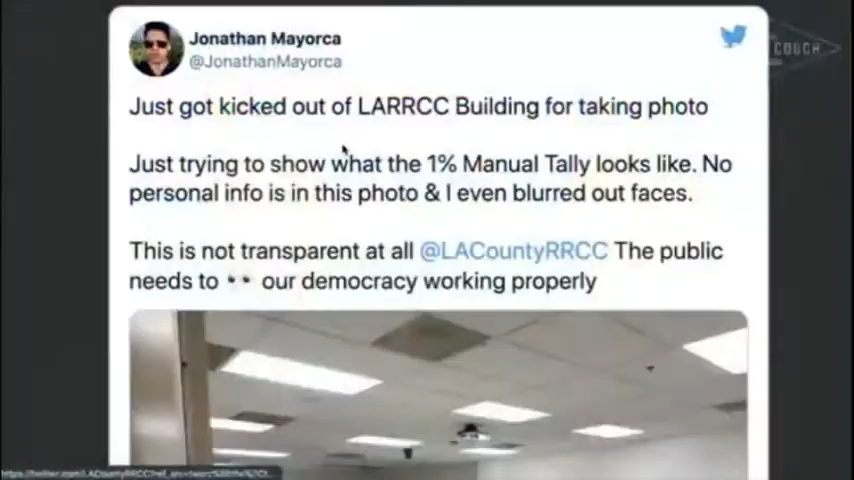 Jonathan Mayorca
@JonathanMayorca
COUCH
Just got kicked out of LARRCC Building for taking photo
Just trying to show what the 1% Manual Tally looks like. No
personal info is in this photo & I even blurred out faces.
This is not transparent at all @LACountyRRCC The public
needs to 👀 our democracy working properly